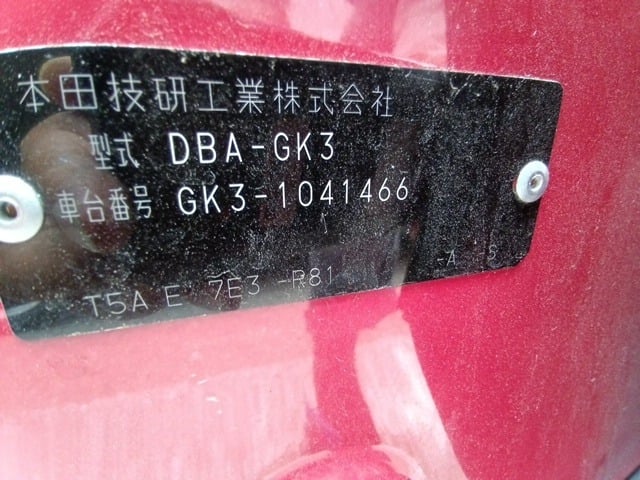 本田技研工業株式会社
型式 DBA-GK3
車台番号 GK3-1041466
T5A E 7E3 -R81 -A S